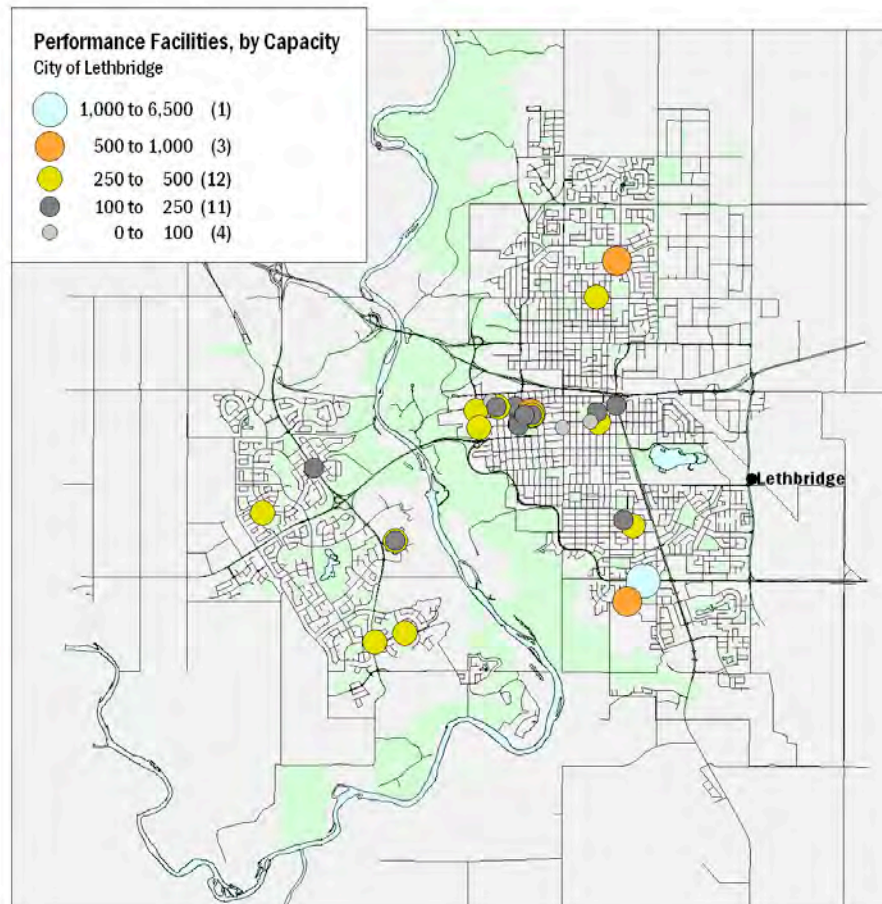 Performance Facilities, by Capacity
City of Lethbridge
1,000 to 6,500 (1)
500 to 1,000 (3)
250 to 500 (12)
100 to 250 (11)
0 to 100 (4)
Lethbridge